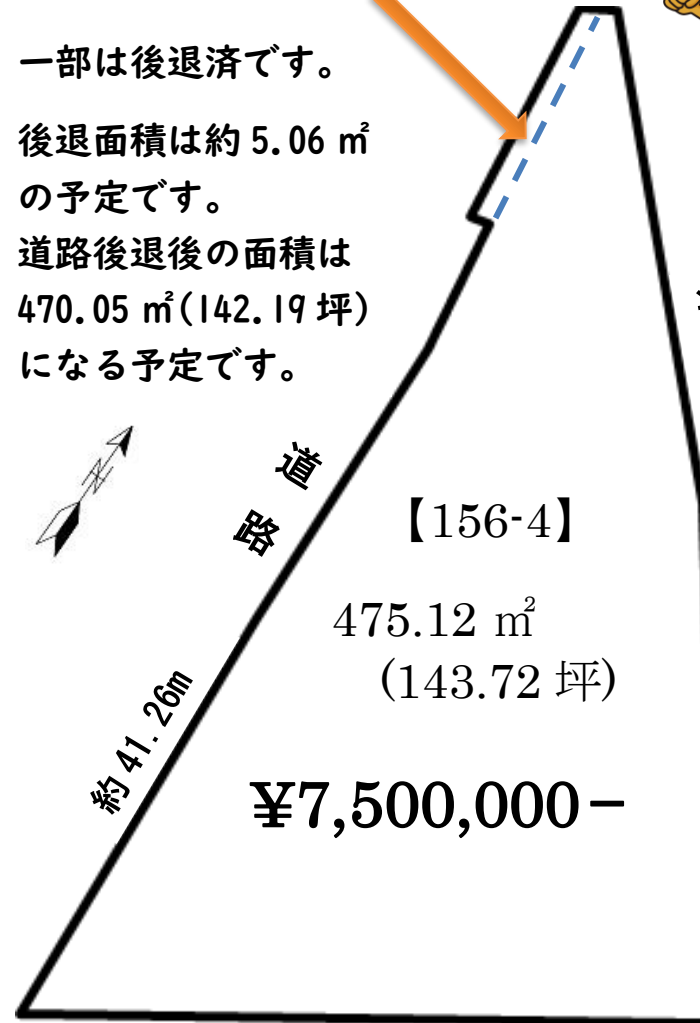 一部は後退済です。
後退面積は約 5.06 ㎡
の予定です。
道路後退後の面積は
470.05 ㎡(142.19 坪)
になる予定です。
道路
【156-4】
475.12 ㎡
(143.72 坪)
約 41.26m
¥7,500,000－
N